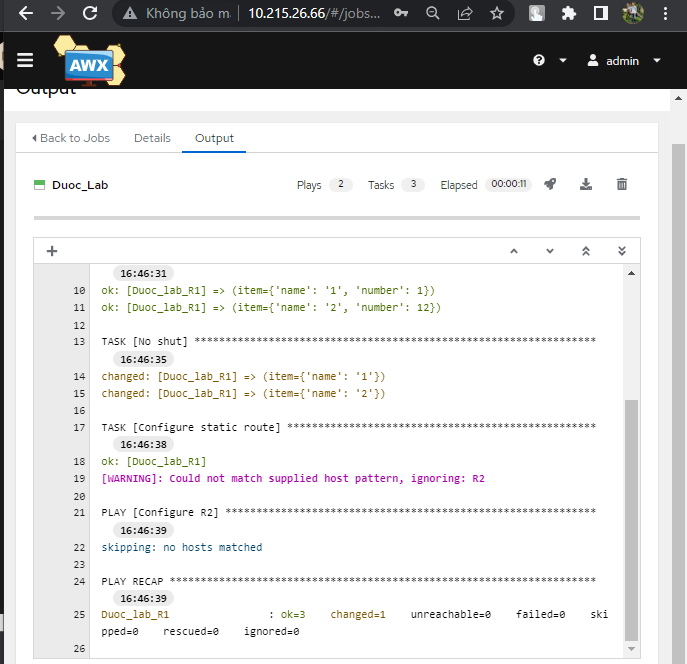 Không bảo mậ
10.215.26.66/#/jobs...
AWX
admin
Output
Back to Jobs
Details
Output
Duoc_Lab
Plays 2 Tasks 3 Elapsed 00:00:11
16:46:31
10 ok: [Duoc_lab_R1] => (item={'name': '1', 'number': 1})
11 ok: [Duoc_lab_R1] => (item={'name': '2', 'number': 12})
12
13 TASK [No shut] ****************************************************************
16:46:35
14 changed: [Duoc_lab_R1] => (item={'name': '1'})
15 changed: [Duoc_lab_R1] => (item={'name': '2'})
16
17 TASK [Configure static route] *************************************************
16:46:38
18 ok: [Duoc_lab_R1]
19 [WARNING]: Could not match supplied host pattern, ignoring: R2
20
21 PLAY [Configure R2] ***********************************************************
16:46:39
22 skipping: no hosts matched
23
24 PLAY RECAP ********************************************************************
16:46:39
25 Duoc_lab_R1 : ok=3 changed=1 unreachable=0 failed=0 ski
pped=0 rescued=0 ignored=0
26